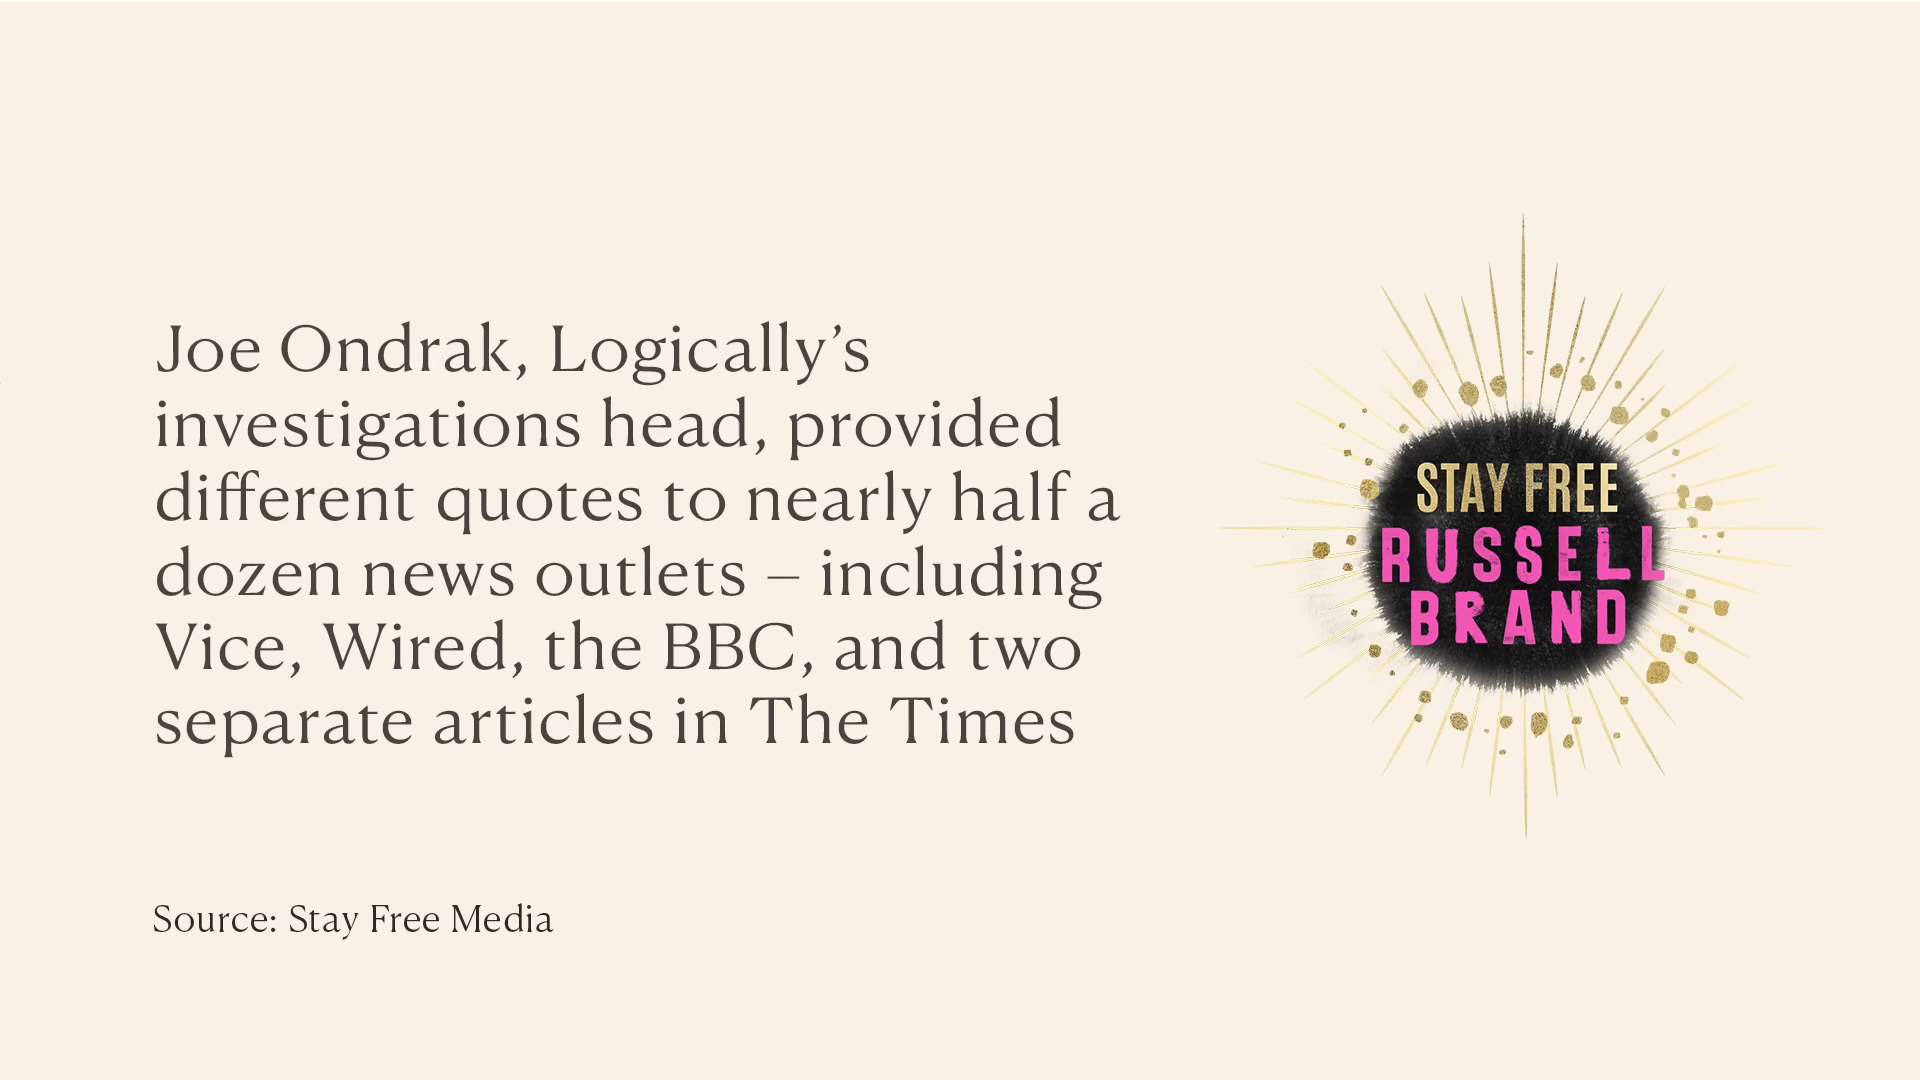 Joe Ondrak, Logically’s
investigations head, provided
different quotes to nearly half a
dozen news outlets – including
Vice, Wired, the BBC, and two
separate articles in The Times
Source: Stay Free Media
STAY FREE
RUSSELL
BRAND